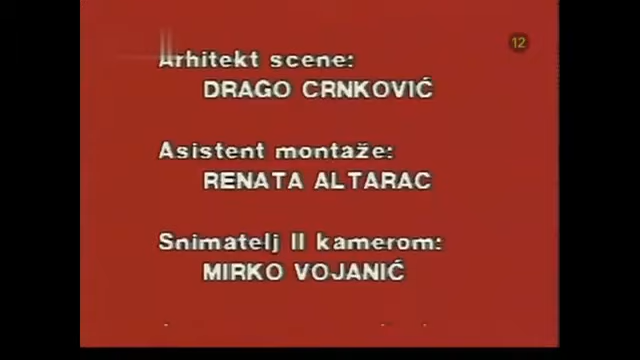 12
Arhitekt scene:
DRAGO CRNKOVIĆ
Asistent montaže:
RENATA ALTARAC
Snimatelj II kamerom:
MIRKO VOJANIĆ